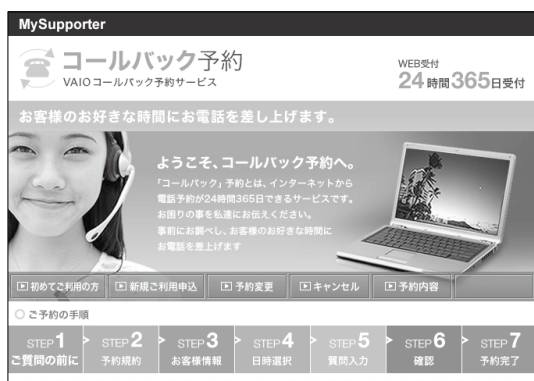 MySupporter
コールバック予約
VAIOコールバック予約サービス
WEB受付
24時間365日受付
お客様のお好きな時間にお電話を差し上げます。
ようこそ、コールバック予約へ。
「コールバック」予約とは、インターネットから
電話予約が24時間365日できるサービスです。
お困りの事を私達にお伝えください。
事前にお調べし、お客様のお好きな時間に
お電話を差上げます
初めてご利用の方 新規ご利用申込 予約変更 キャンセル 予約内容
ご予約の手順
STEP1 STEP2 STEP3 STEP4 STEP5 STEP6 STEP7
ご質問の前に 予約規約 お客様情報 日時選択 質問入力 確認 予約完了